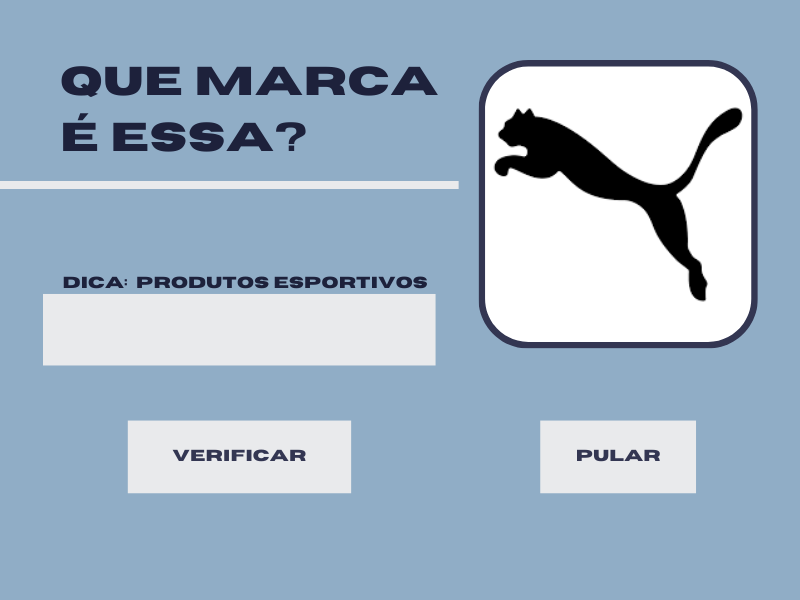 QUE MARCA
É ESSA?
DICA: PRODUTOS ESPORTIVOS
VERIFICAR
PULAR